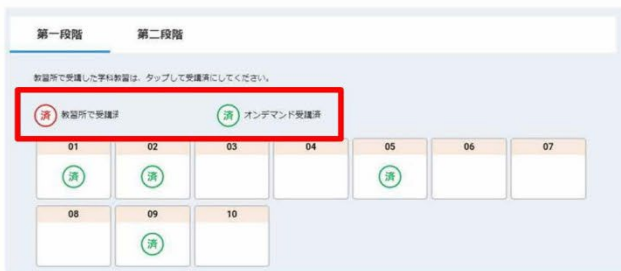 第一段階 第二段階
教習所で受講した学科教習は、タップして受講済にしてください。
済 教習所で受講済 済 オンデマンド受講済
01 02 03 04 05 06 07
済 済 済
08 09 10
済